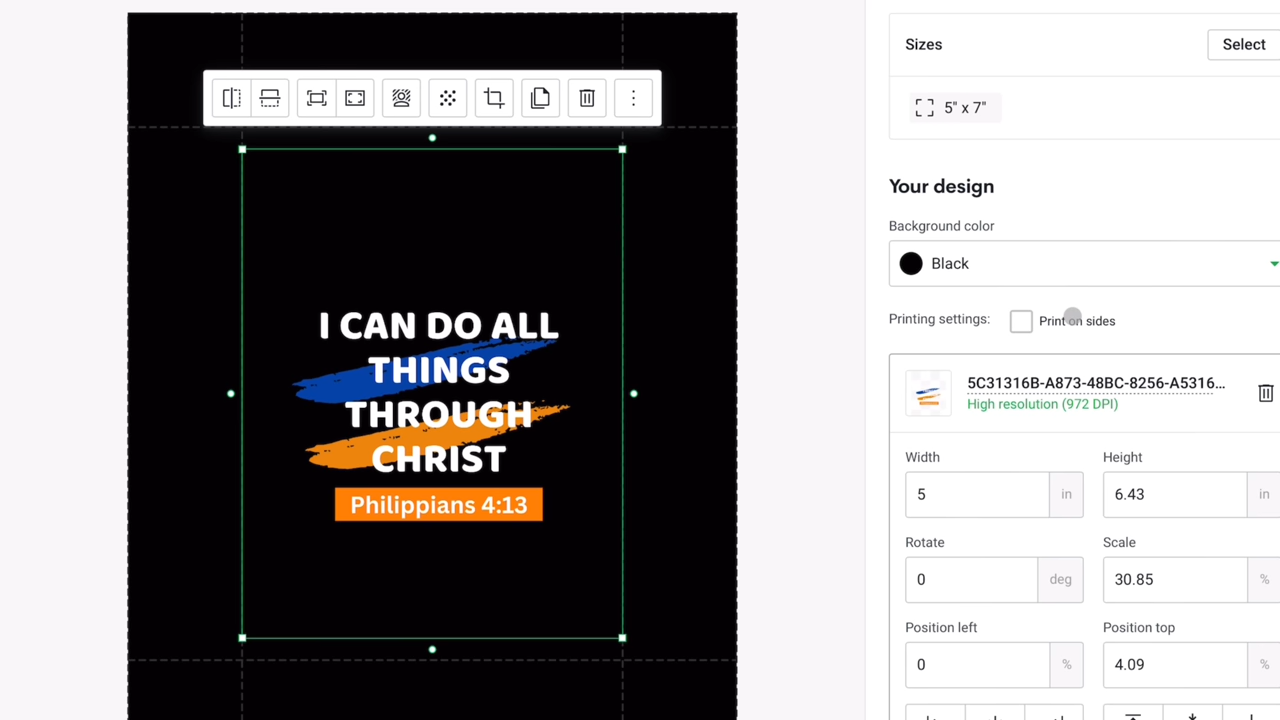 Sizes
Select
5" x 7"
Your design
Background color
Black
Printing settings:
Print on sides
5C31316B-A873-48BC-8256-A5316...
High resolution (972 DPI)
Width
Height
5
in
6.43
in
Rotate
Scale
0
deg
30.85
%
Position left
Position top
0
%
4.09
%
I CAN DO ALL
THINGS
THROUGH
CHRIST
Philippians 4:13